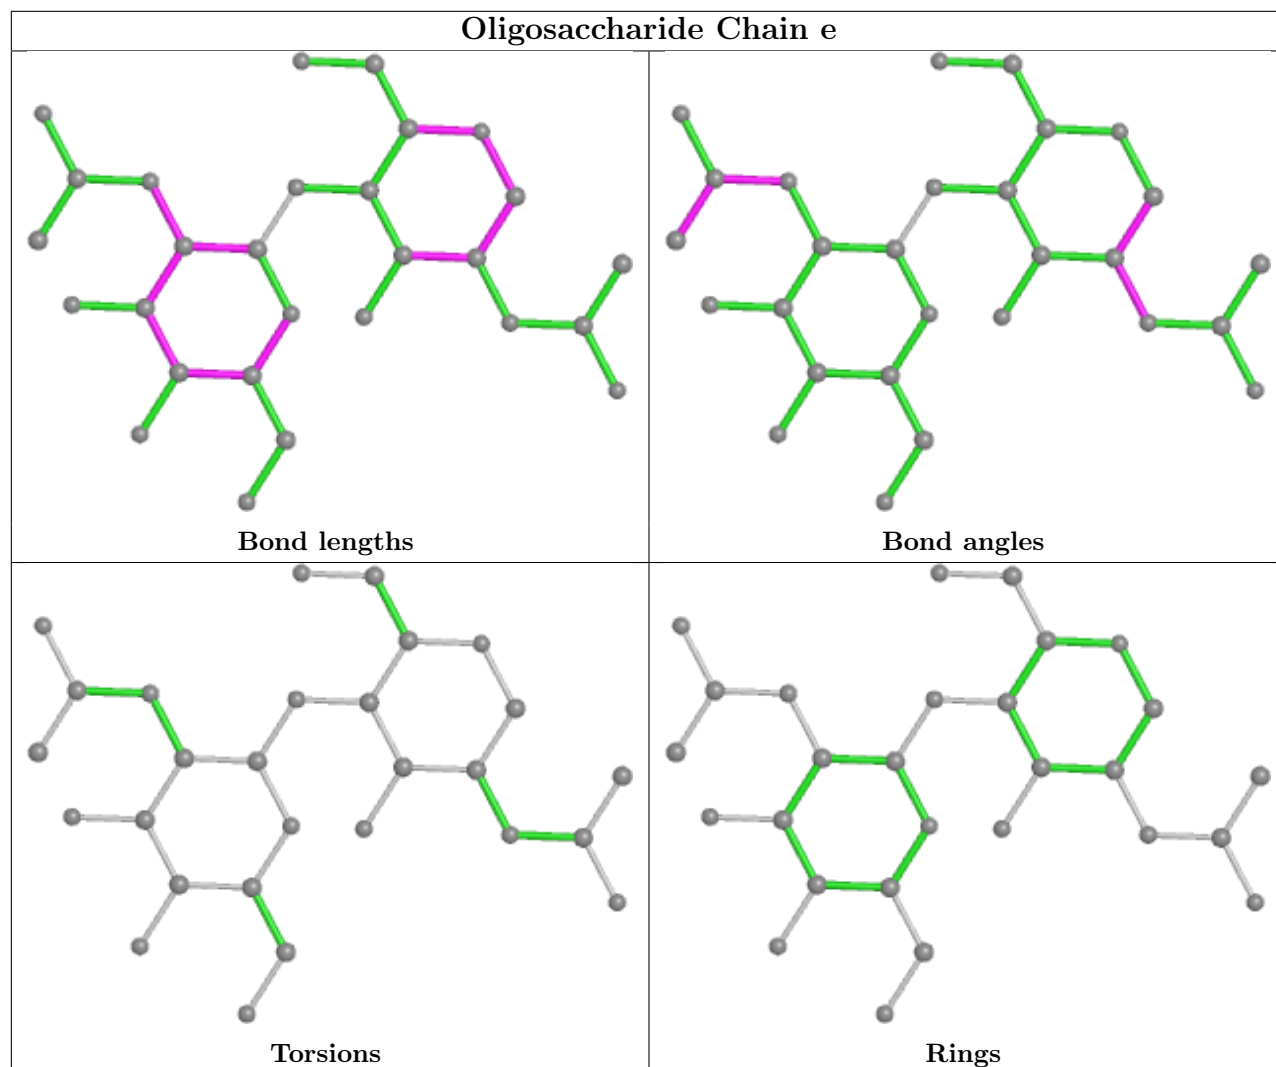 Oligosaccharide Chain e
Bond lengths
Bond angles
Torsions
Rings